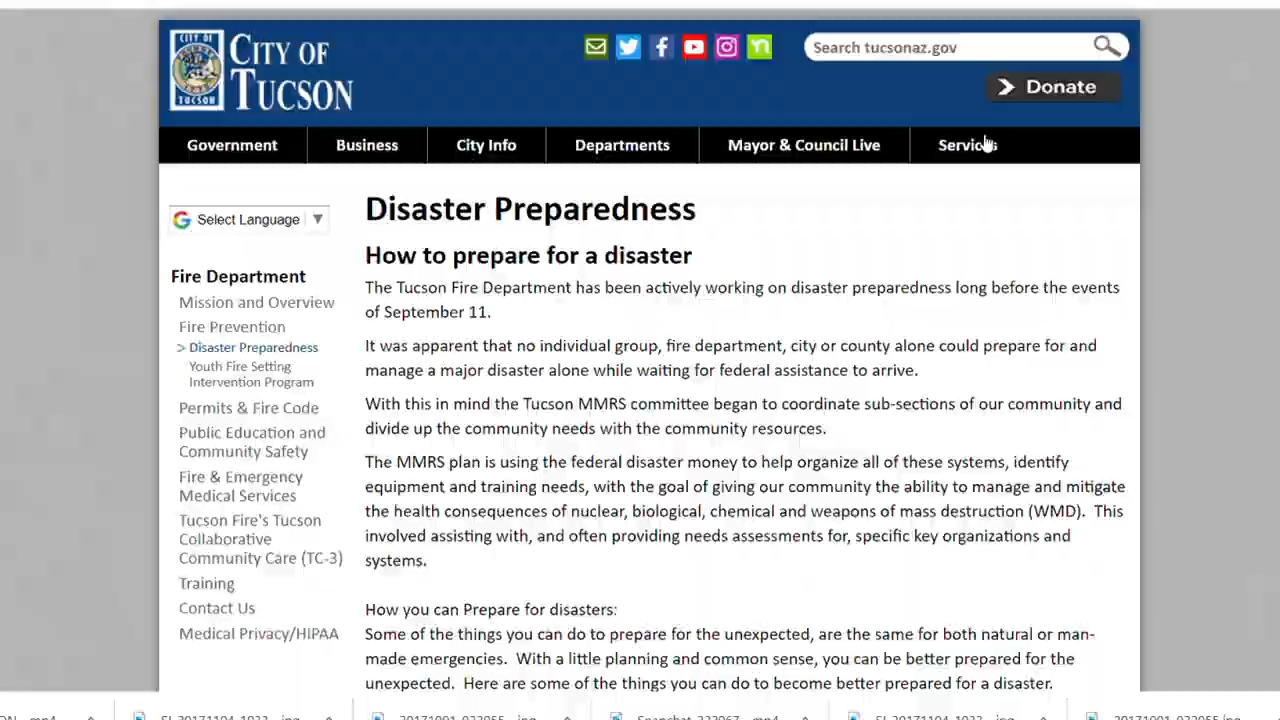 CITY OF
TUCSON
CITY OF
TUCSON
Search tucsonaz.gov
Donate
Government
Business
City Info
Departments
Mayor & Council Live
Services
Select Language ▼
Fire Department
Mission and Overview
Fire Prevention
> Disaster Preparedness
Youth Fire Setting
Intervention Program
Permits & Fire Code
Public Education and
Community Safety
Fire & Emergency
Medical Services
Tucson Fire's Tucson
Collaborative
Community Care (TC-3)
Training
Contact Us
Medical Privacy/HIPAA
Disaster Preparedness
How to prepare for a disaster
The Tucson Fire Department has been actively working on disaster preparedness long before the events
of September 11.
It was apparent that no individual group, fire department, city or county alone could prepare for and
manage a major disaster alone while waiting for federal assistance to arrive.
With this in mind the Tucson MMRS committee began to coordinate sub-sections of our community and
divide up the community needs with the community resources.
The MMRS plan is using the federal disaster money to help organize all of these systems, identify
equipment and training needs, with the goal of giving our community the ability to manage and mitigate
the health consequences of nuclear, biological, chemical and weapons of mass destruction (WMD). This
involved assisting with, and often providing needs assessments for, specific key organizations and
systems.
How you can Prepare for disasters:
Some of the things you can do to prepare for the unexpected, are the same for both natural or man-
made emergencies. With a little planning and common sense, you can be better prepared for the
unexpected. Here are some of the things you can do to become better prepared for a disaster.